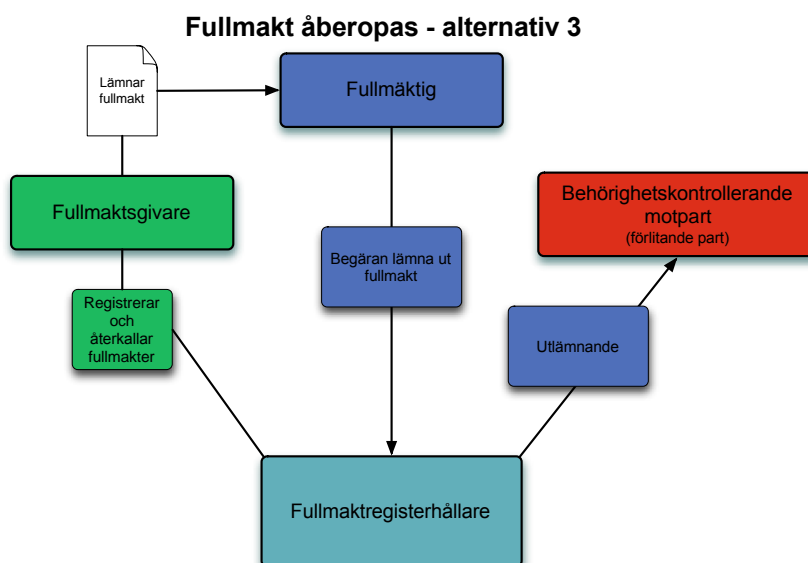 Fullmakt åberopas - alternativ 3
Lämnar
fullmakt
Fullmäktig
Fullmaktsgivare
Behörighetskontrollerande
motpart
(förlitande part)
Begäran lämna ut
fullmakt
Registrerar
och
återkallar
fullmakter
Utlämnande
Fullmaktregisterhållare